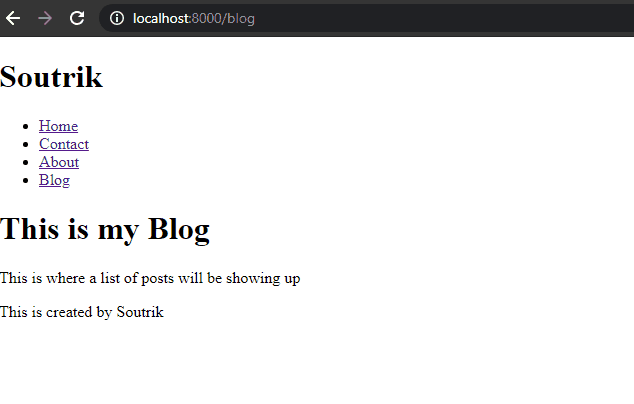 localhost:8000/blog
Soutrik
Home
Contact
About
Blog
This is my Blog
This is where a list of posts will be showing up
This is created by Soutrik